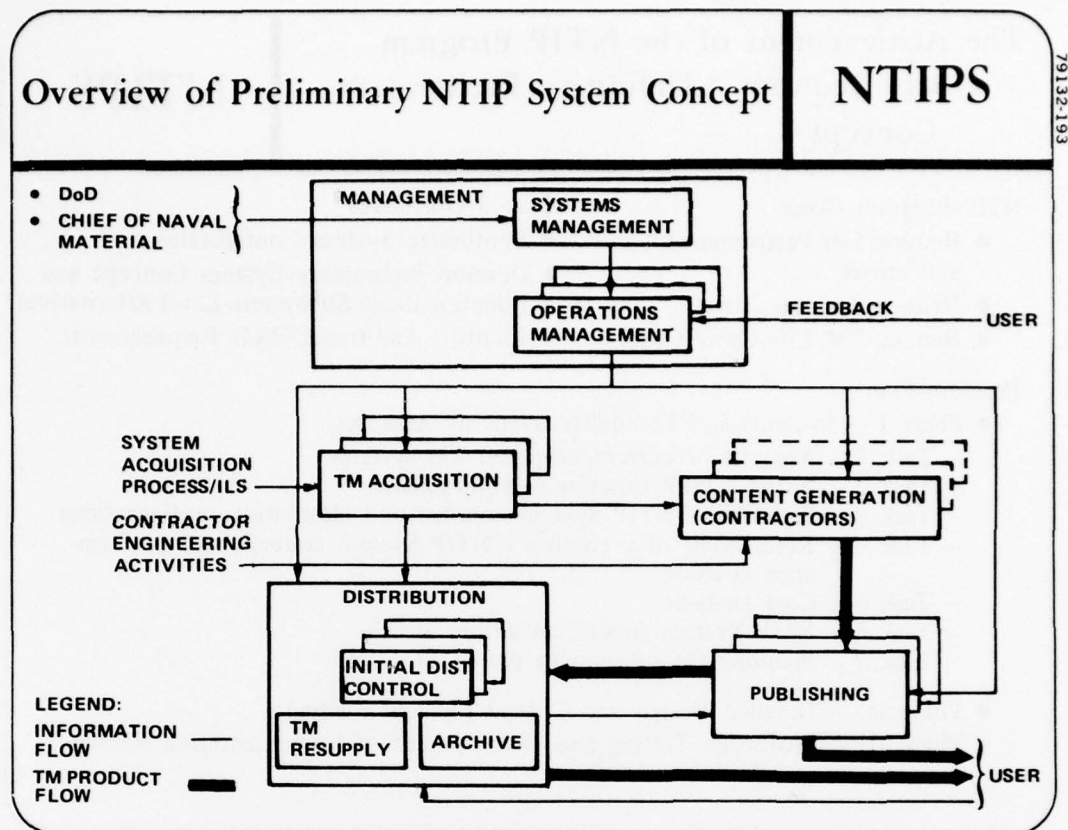 Overview of Preliminary NTIP System Concept
NTIPS
79132-193
• DoD
• CHIEF OF NAVAL
MATERIAL
MANAGEMENT
SYSTEMS
MANAGEMENT
OPERATIONS
MANAGEMENT
FEEDBACK
USER
SYSTEM
ACQUISITION
PROCESS/ILS
TM ACQUISITION
CONTENT GENERATION
(CONTRACTORS)
CONTRACTOR
ENGINEERING
ACTIVITIES
DISTRIBUTION
INITIAL DIST
CONTROL
TM
RESUPPLY
ARCHIVE
PUBLISHING
LEGEND:
INFORMATION
FLOW
TM PRODUCT
FLOW
USER